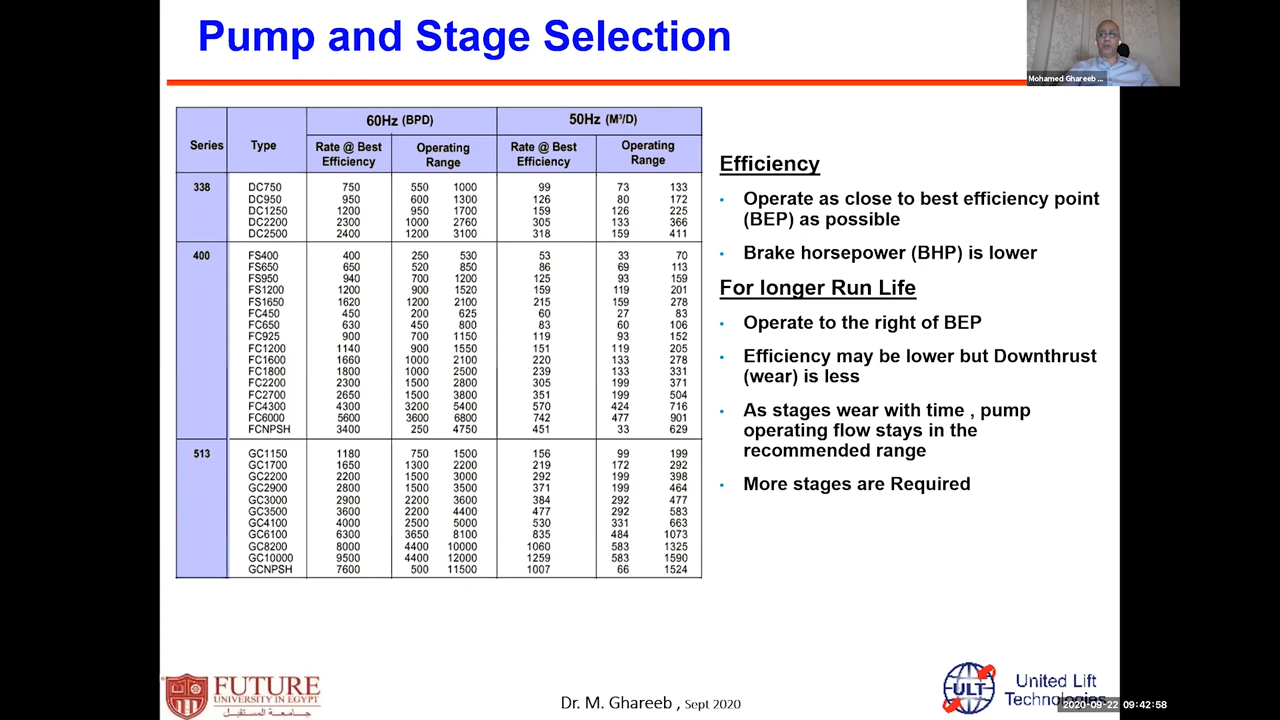 Pump and Stage Selection
Mohamed Ghareeb ...
Series Type 60Hz (BPD) 50Hz (M³/D)
Rate @ Best Efficiency Operating Range Rate @ Best Efficiency Operating Range
338 DC750 750 550 1000 99 73 133
DC950 950 600 1300 126 80 172
DC1250 1200 950 1700 159 126 225
DC2200 2300 1000 2760 305 133 366
DC2500 2400 1200 3100 318 159 411
400 FS400 400 250 530 53 33 70
FS650 650 520 850 86 69 113
FS950 940 700 1200 125 93 159
FS1200 1200 900 1520 159 119 201
FS1650 1620 1200 2100 215 159 278
FC450 450 200 625 60 27 83
FC650 630 450 800 83 60 106
FC925 900 700 1150 119 93 152
FC1200 1140 900 1550 151 119 205
FC1600 1660 1000 2100 220 133 278
FC1800 1800 1000 2500 239 133 331
FC2200 2300 1500 2800 305 199 371
FC2700 2650 1500 3800 351 199 504
FC4300 4300 3200 5400 570 424 716
FC6000 5600 3600 6800 742 477 901
FCNPSH 3400 250 4750 451 33 629
513 GC1150 1180 750 1500 156 99 199
GC1700 1650 1300 2200 219 172 292
GC2200 2200 1500 3000 292 199 398
GC2900 2800 1500 3500 371 199 464
GC3000 2900 2200 3600 384 292 477
GC3500 3600 2200 4400 477 292 583
GC4100 4000 2500 5000 530 331 663
GC6100 6300 3650 8100 835 484 1073
GC8200 8000 4400 10000 1060 583 1325
GC10000 9500 4400 12000 1259 583 1590
GCNPSH 7600 500 11500 1007 66 1524
Efficiency
• Operate as close to best efficiency point
(BEP) as possible
• Brake horsepower (BHP) is lower
For longer Run Life
• Operate to the right of BEP
• Efficiency may be lower but Downthrust
(wear) is less
• As stages wear with time , pump
operating flow stays in the
recommended range
• More stages are Required
FUTURE
UNIVERSITY IN EGYPT
جامعة المستقبل
Dr. M. Ghareeb , Sept 2020
ULT
United Lift
Technologies
2020-09-22 09:42:58